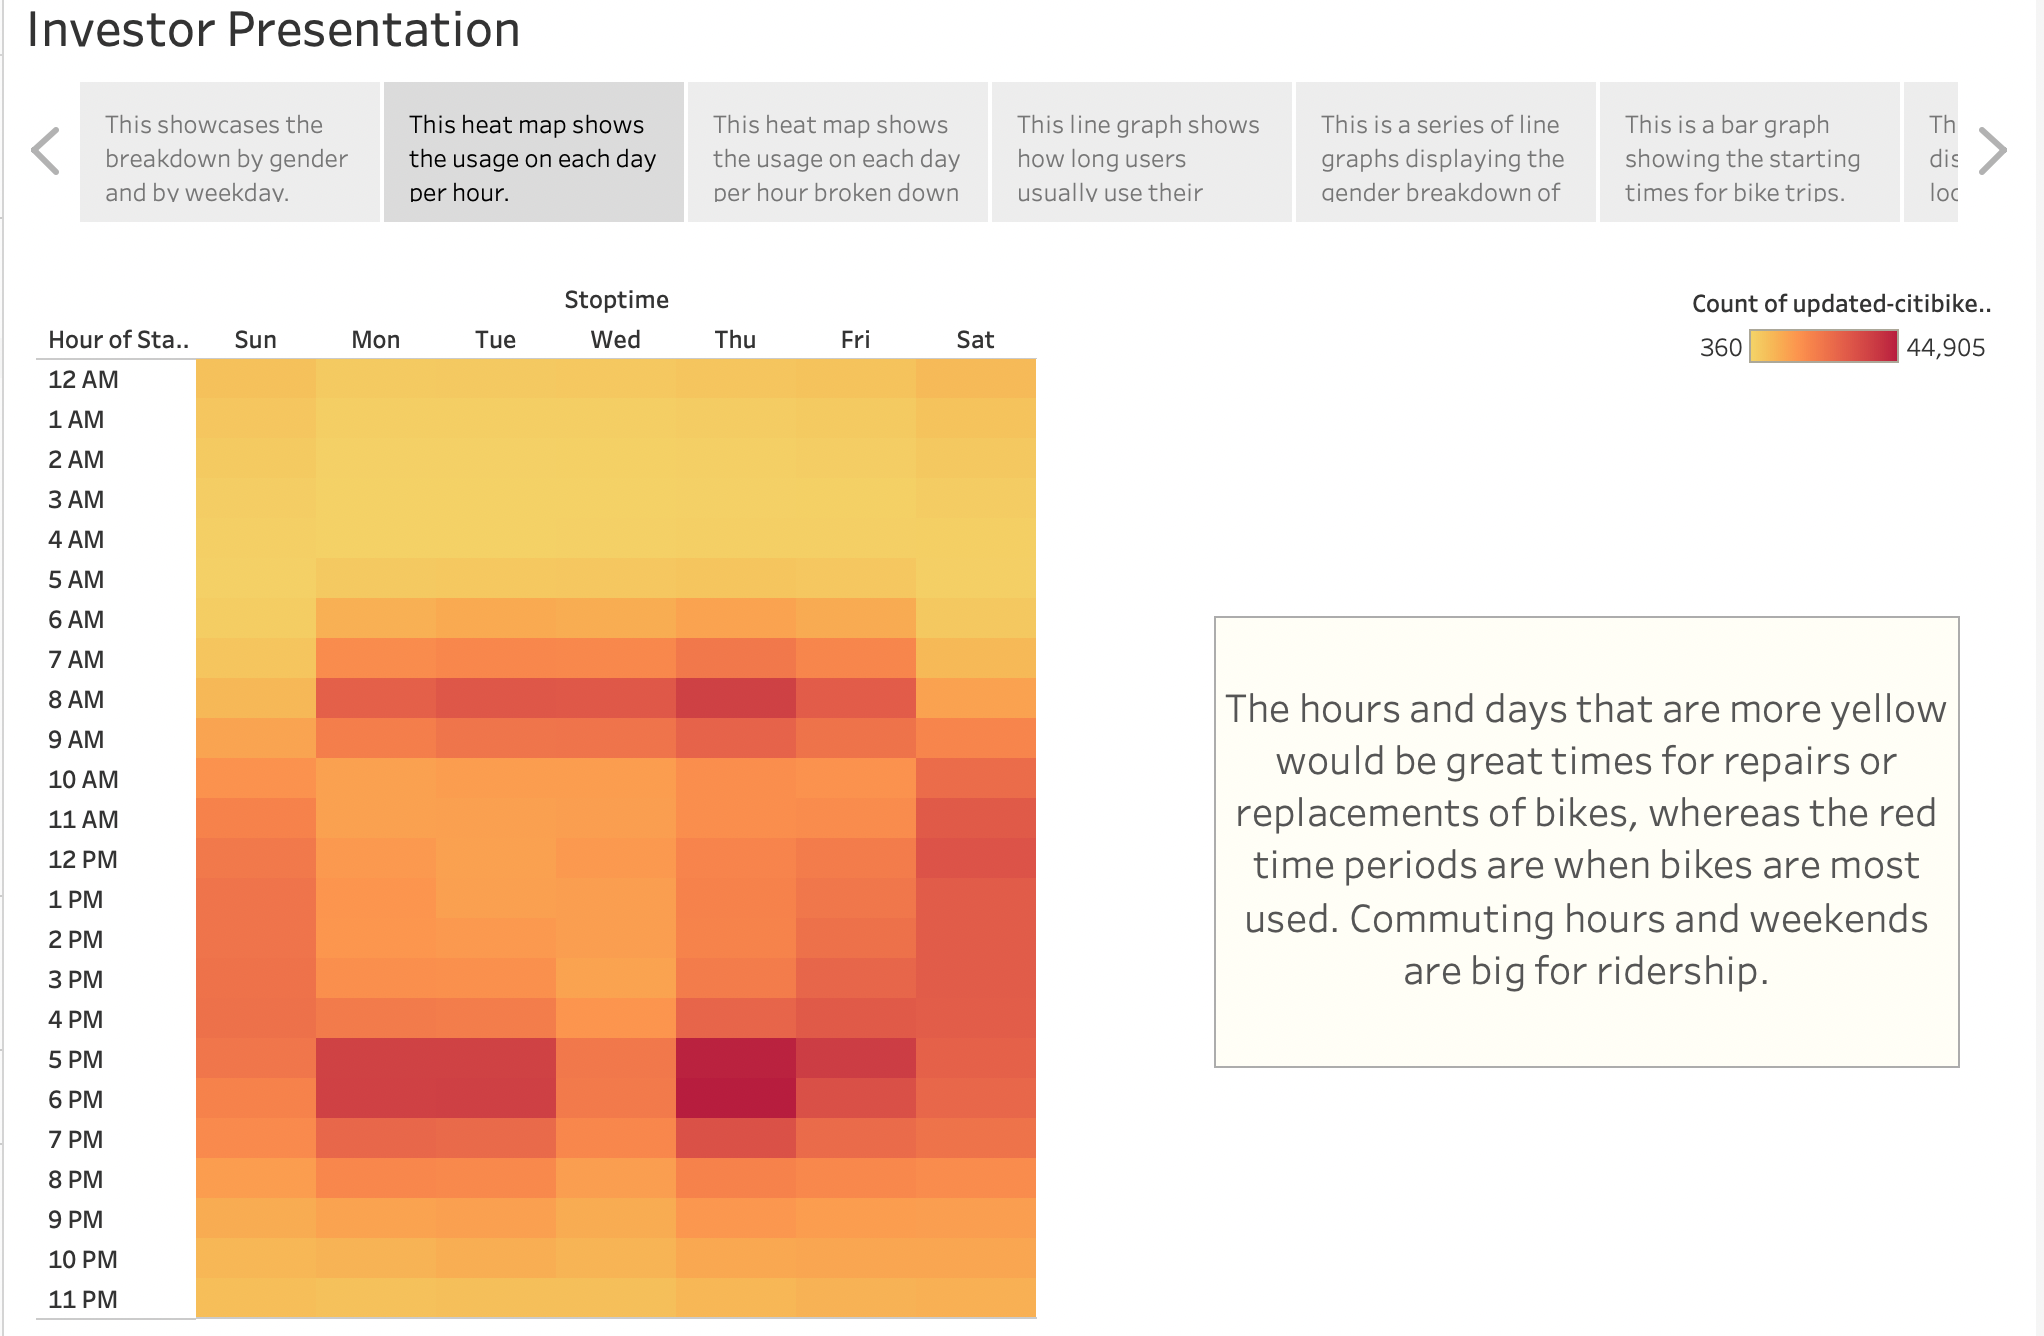 Investor Presentation
This showcases the
breakdown by gender
and by weekday.
This heat map shows
the usage on each day
per hour.
This heat map shows
the usage on each day
per hour broken down
This line graph shows
how long users
usually use their
This is a series of line
graphs displaying the
gender breakdown of
This is a bar graph
showing the starting
times for bike trips.
Th
dis
loc
Stoptime
Hour of Sta.. Sun Mon Tue Wed Thu Fri Sat
12 AM
1 AM
2 AM
3 AM
4 AM
5 AM
6 AM
7 AM
8 AM
9 AM
10 AM
11 AM
12 PM
1 PM
2 PM
3 PM
4 PM
5 PM
6 PM
7 PM
8 PM
9 PM
10 PM
11 PM
Count of updated-citibike..
360 44,905
The hours and days that are more yellow
would be great times for repairs or
replacements of bikes, whereas the red
time periods are when bikes are most
used. Commuting hours and weekends
are big for ridership.